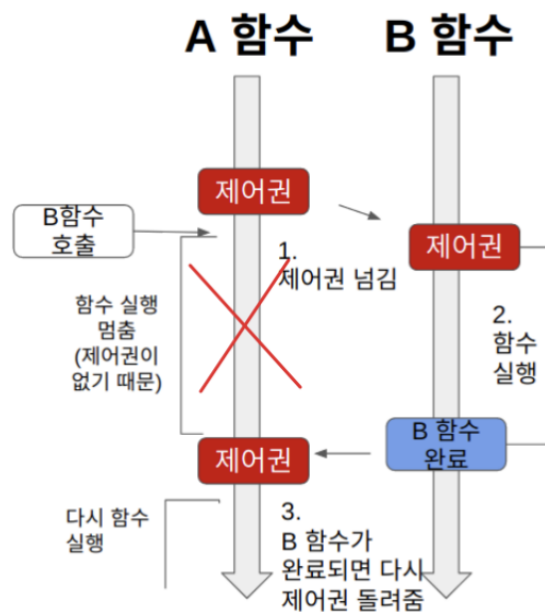 A 함수
B 함수
제어권
B함수
호출
제어권
1.
제어권 넘김
함수 실행
멈춤
(제어권이
없기 때문)
2.
함수
실행
B 함수
완료
제어권
다시 함수
실행
3.
B 함수가
완료되면 다시
제어권 돌려줌